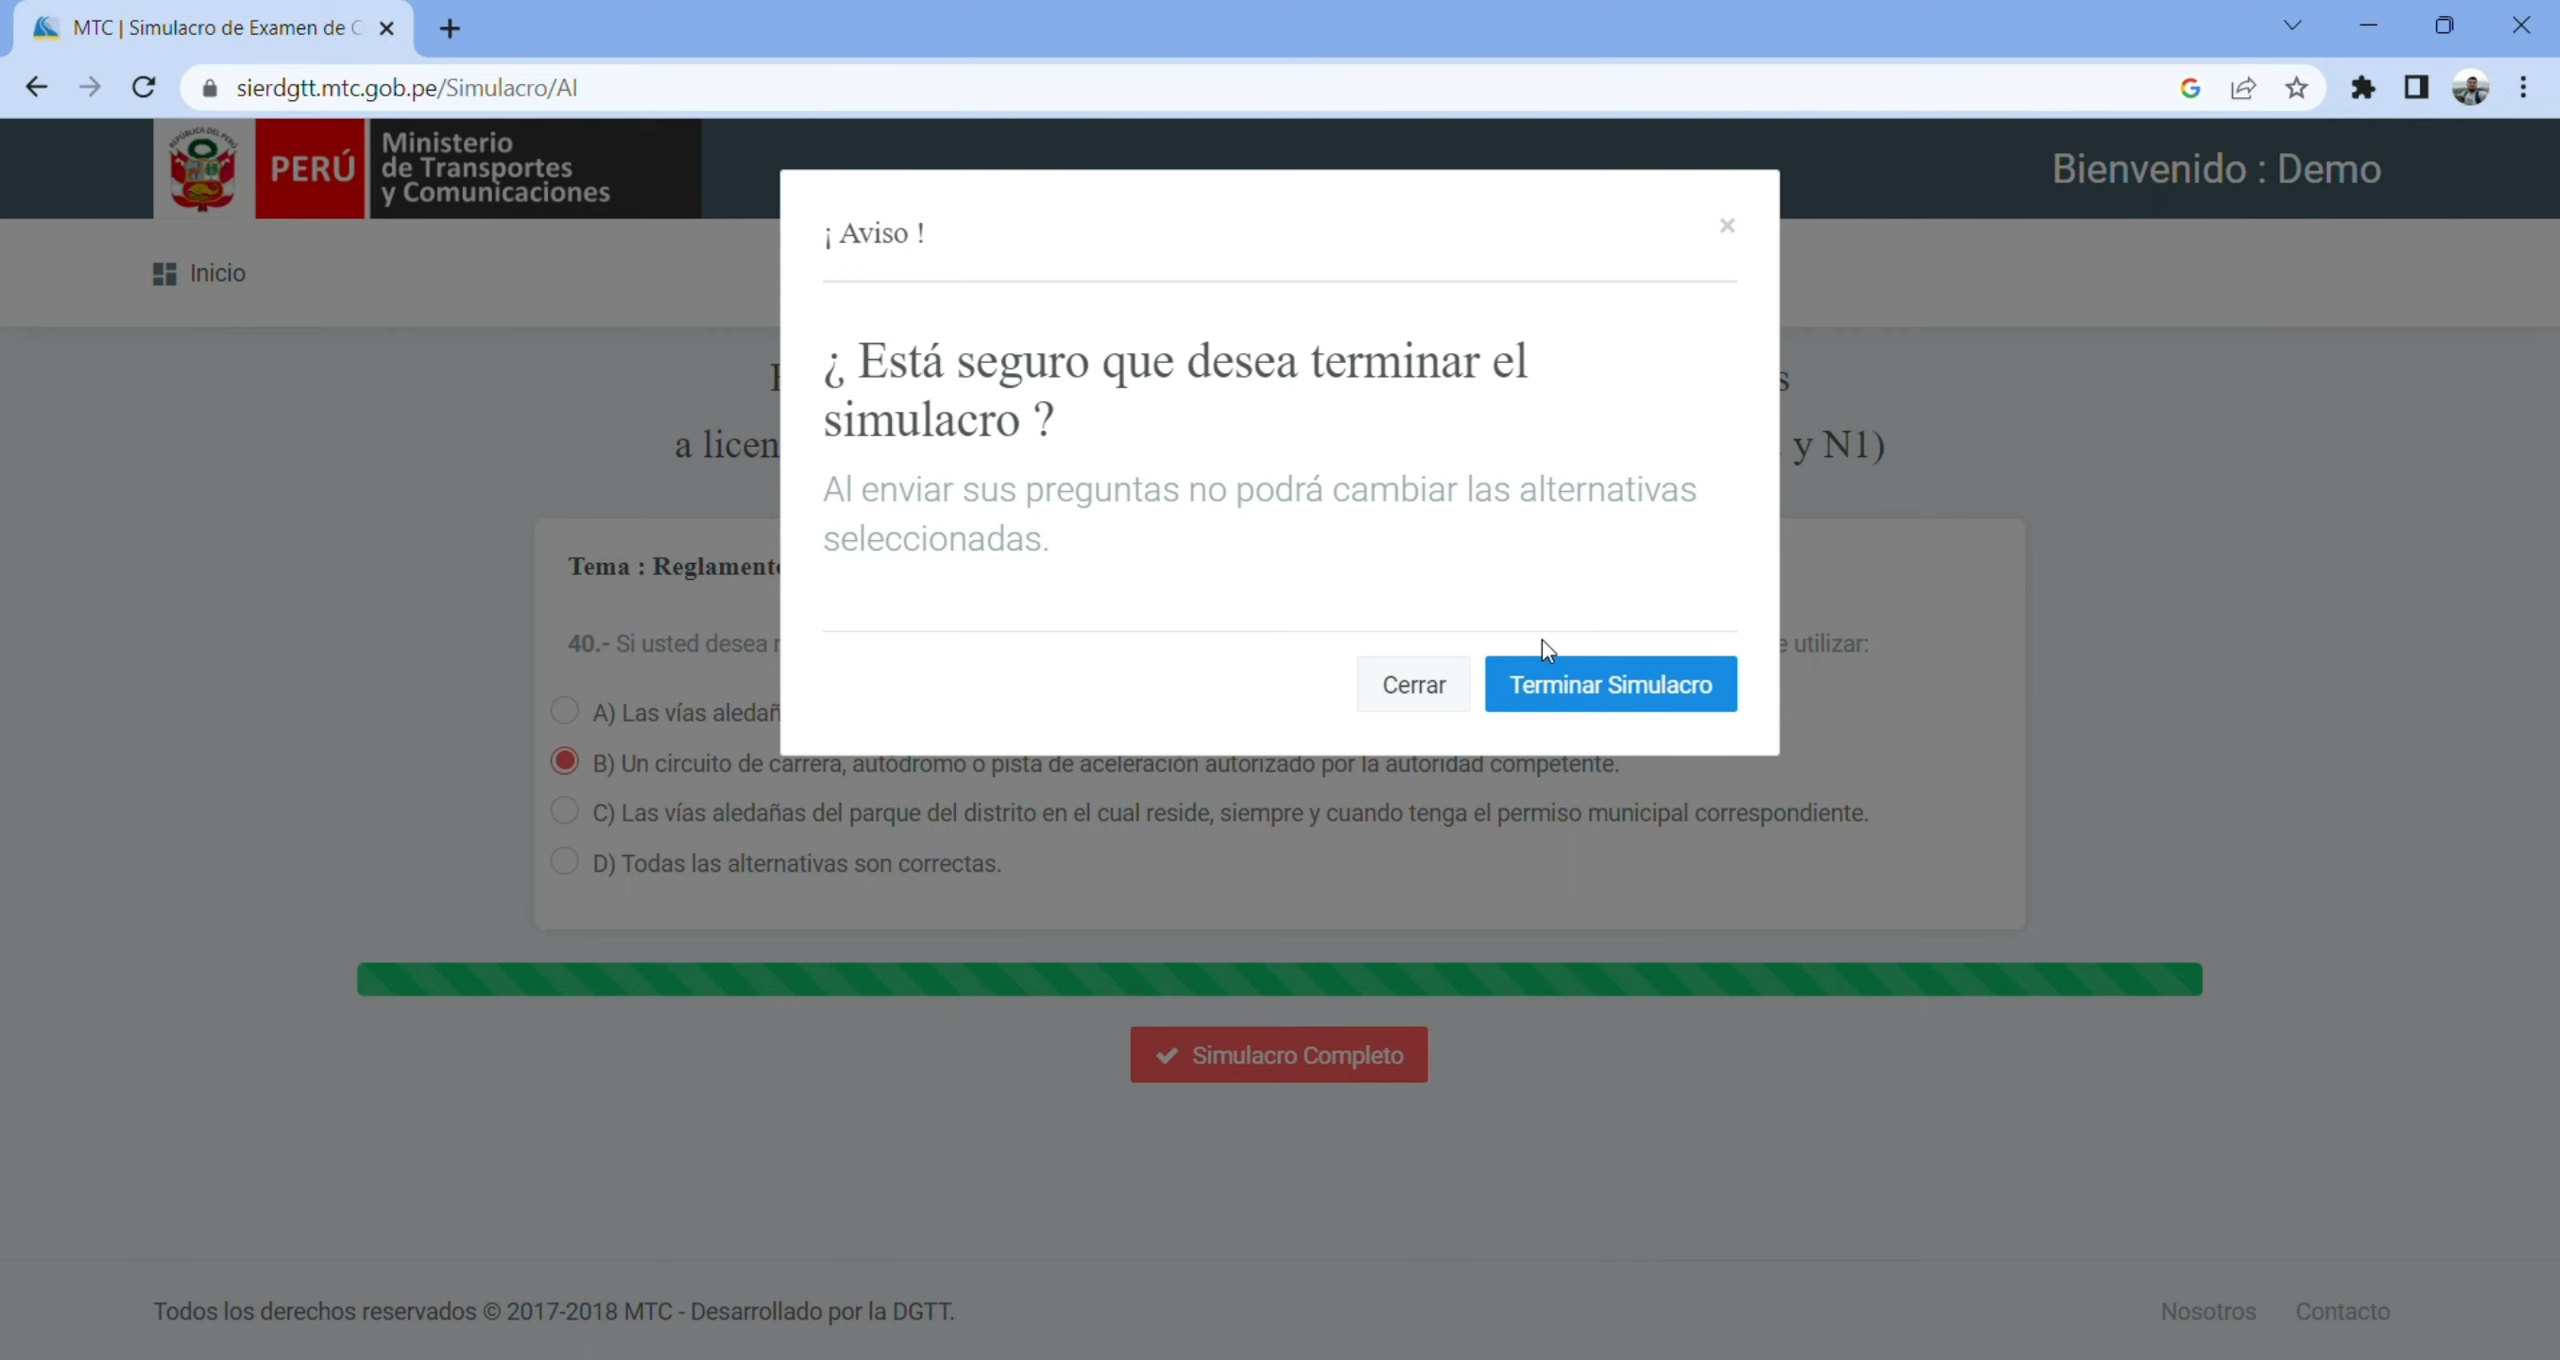 MTC | Simulacro de Examen de C
sierdgtt.mtc.gob.pe/Simulacro/AI
PERÚ
Ministerio
de Transportes
y Comunicaciones
Bienvenido : Demo
Inicio
¡ Aviso !
¿ Está seguro que desea terminar el
simulacro ?
Al enviar sus preguntas no podrá cambiar las alternativas
seleccionadas.
Cerrar
Terminar Simulacro
a licen
y N1)
Tema : Reglamento
40.- Si usted desea
utilizar:
A) Las vías aledañ
B) Un circuito de carrera, autódromo o pista de aceleración autorizado por la autoridad competente.
C) Las vías aledañas del parque del distrito en el cual reside, siempre y cuando tenga el permiso municipal correspondiente.
D) Todas las alternativas son correctas.
Simulacro Completo
Todos los derechos reservados © 2017-2018 MTC - Desarrollado por la DGTT.
Nosotros
Contacto